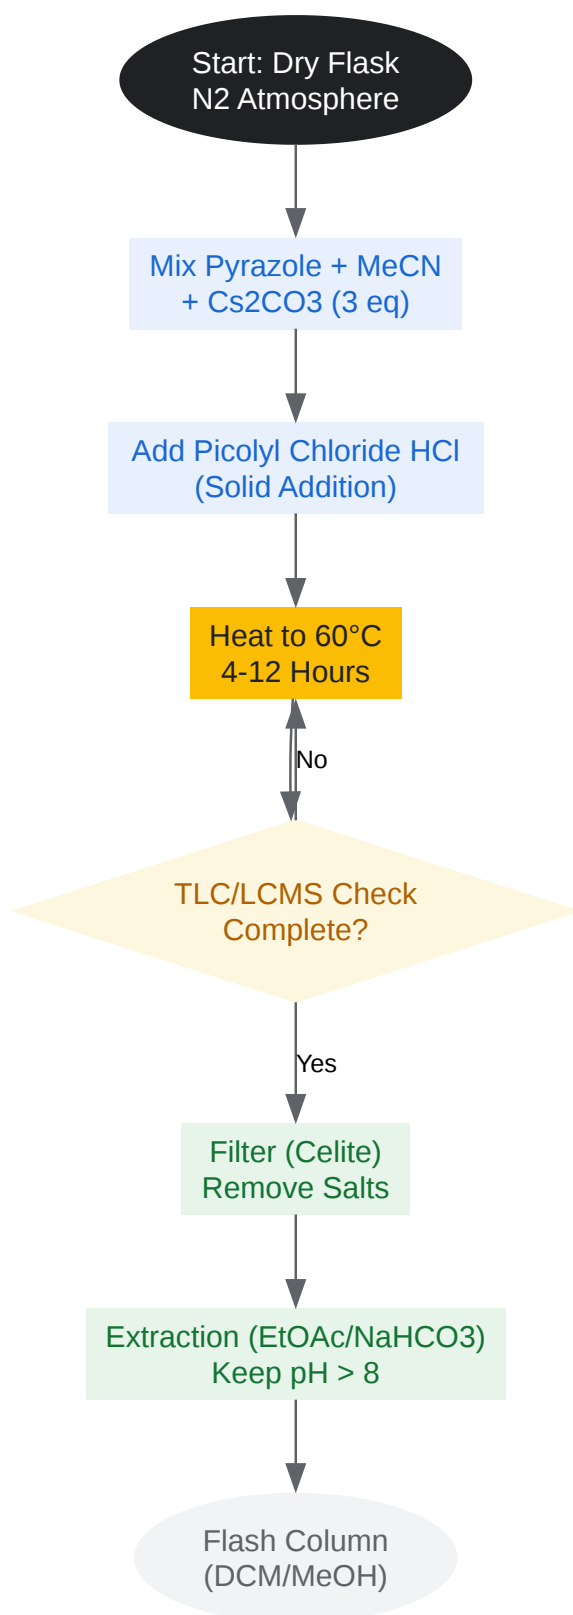 Start: Dry Flask
N2 Atmosphere
Mix Pyrazole + MeCN
+ Cs2CO3 (3 eq)
Add Picolyl Chloride HCl
(Solid Addition)
Heat to 60°C
4-12 Hours
No
TLC/LCMS Check
Complete?
Yes
Filter (Celite)
Remove Salts
Extraction (EtOAc/NaHCO3)
Keep pH > 8
Flash Column
(DCM/MeOH)